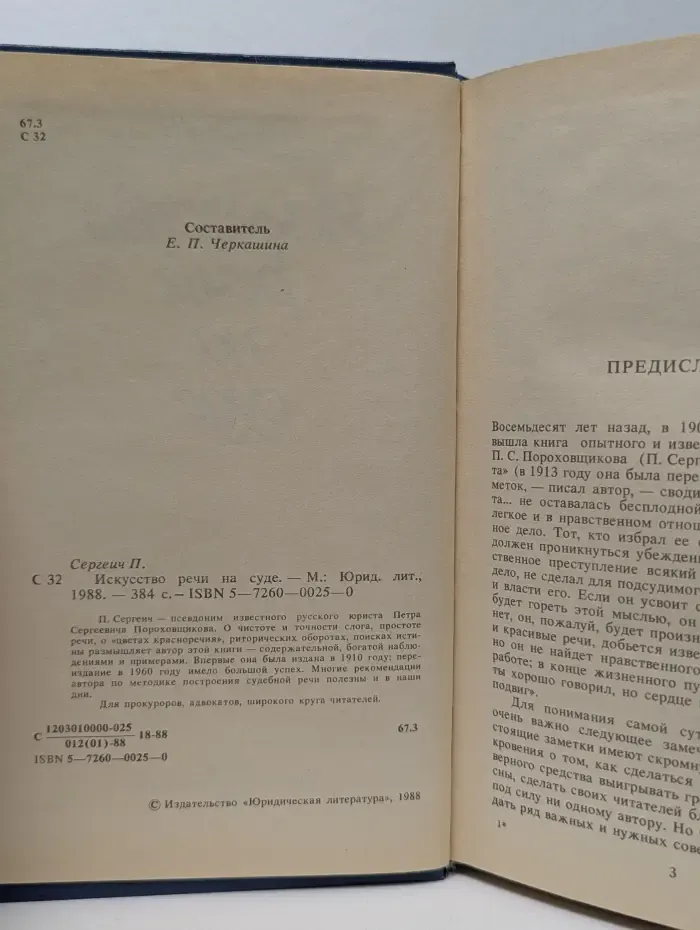 67.3
С 32
Составитель
Е. П. Черкашина
Сергеич П.
С 32 Искусство речи на суде. — М.: Юрид. лит.,
1988. — 384 с. — ISBN 5—7260—0025—0
П. Сергеич — псевдоним известного русского юриста Петра
Сергеевича Пороховщикова. О чистоте и точности слога, простоте
речи, о «цветах красноречия», риторических оборотах, поисках исти-
ны размышляет автор этой книги — содержательной, богатой наблю-
дениями и примерами. Впервые она была издана в 1910 году; пере-
издание в 1960 году имело большой успех. Многие рекомендации
автора по методике построения судебной речи полезны и в наши
дни.
Для прокуроров, адвокатов, широкого круга читателей.
С 1203010000-025
012(01)-88 18-88 67.3
ISBN 5—7260—0025—0
© Издательство «Юридическая литература», 1988
ПРЕДИСЛ
Восемьдесят лет назад, в 190
вышла книга опытного и изве
П. С. Пороховщикова (П. Серг
та» (в 1913 году она была пере
меток, — писал автор, — сводит
та... не оставалась бесплодной
легкое и в нравственном отнош
ное дело. Тот, кто избрал ее с
должен проникнуться убежден
ственное преступление всякий
дело, не сделал для подсудимог
и власти его. Если он усвоит с
будет гореть этой мыслью, он
нет, он, пожалуй, будет произн
и красивые речи, добьется изве
но он не найдет нравственного
работе; в конце жизненного пу
ты хорошо говорил, но сердце
подвиг».
Для понимания самой сут
очень важно следующее замеч
стоящие заметки имеют скромну
кровения о том, как сделаться
верного средства выигрывать гр
сны, сделать своих читателей бл
под силу ни одному автору. Но
дать ряд важных и нужных сове
1*
3